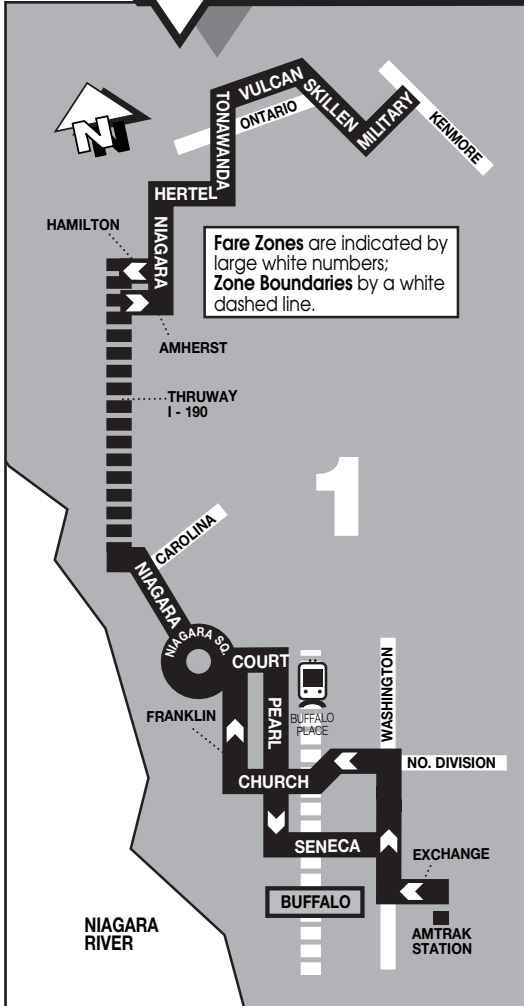 VULCAN
SKILLEN
TONAWANDA
ONTARIO
MILITARY
KENMORE
N
HERTEL
HAMILTON
NIAGARA
Fare Zones are indicated by
large white numbers;
Zone Boundaries by a white
dashed line.
AMHERST
THRUWAY
I - 190
1
CAROLINA
NIAGARA
NIAGARA SQ.
COURT
WASHINGTON
FRANKLIN
PEARL
BUFFALO
PLACE
NO. DIVISION
CHURCH
SENECA
EXCHANGE
BUFFALO
NIAGARA
RIVER
AMTRAK
STATION